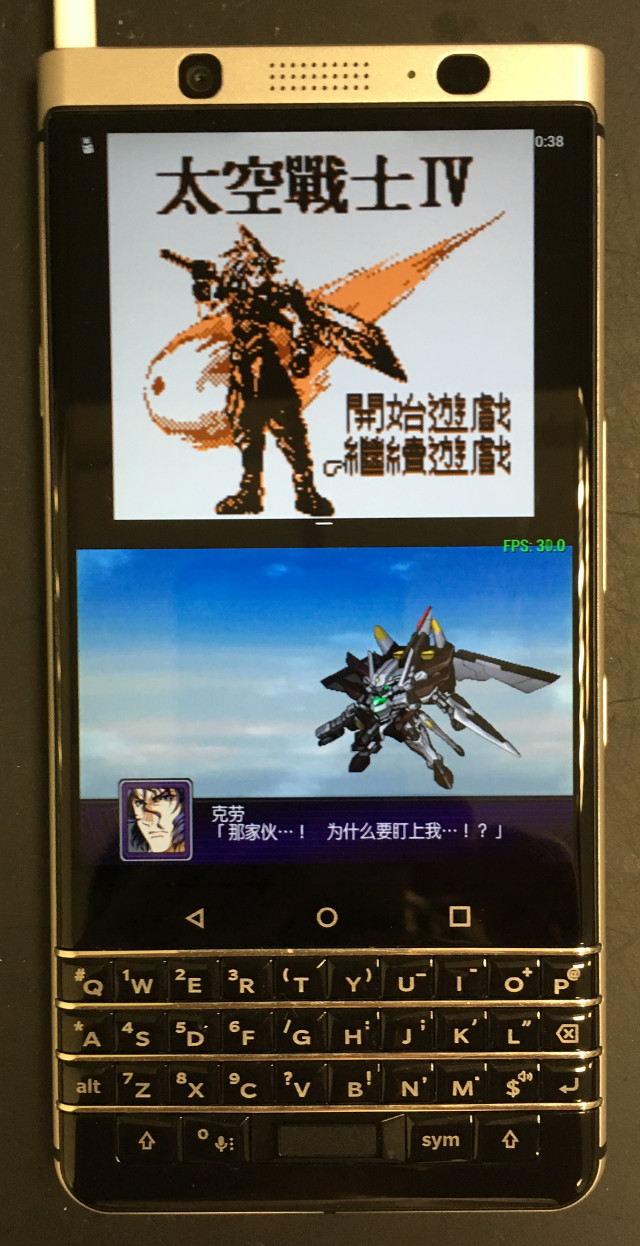 0:38
太空戰士IV
開始遊戲
☞繼續遊戲
FPS: 30.0
克劳
「那家伙…！　为什么要盯上我…！？」
# Q 1 W 2 E 3 R ( T / Y ) U _ I - O + P @
* A 4 S 5 D 6 F / G H : J ; K ' L "
alt 7 Z 8 X 9 C ? V B ! N , M . $
0 sym